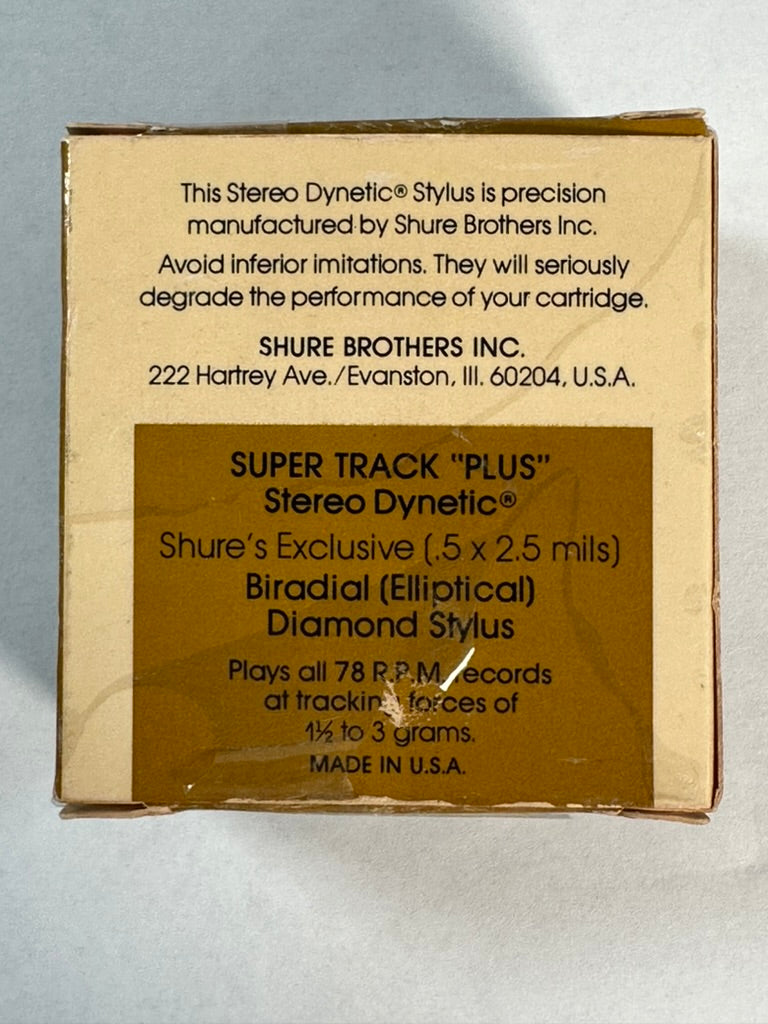 This Stereo Dynetic® Stylus is precision
manufactured by Shure Brothers Inc.
Avoid inferior imitations. They will seriously
degrade the performance of your cartridge.
SHURE BROTHERS INC.
222 Hartrey Ave./Evanston, Ill. 60204, U.S.A.
SUPER TRACK "PLUS"
Stereo Dynetic®
Shure's Exclusive (.5 x 2.5 mils)
Biradial (Elliptical)
Diamond Stylus
Plays all 78 R.P.M. records
at tracking forces of
1½ to 3 grams.
MADE IN U.S.A.